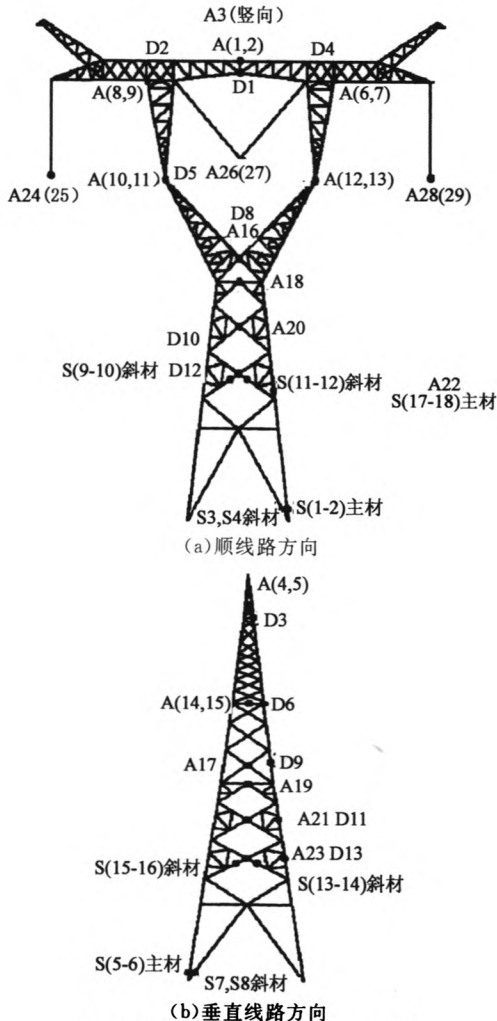 A3(竖向)
D2 A(1,2) D4
D1
A(8,9) A(6,7)
A(10,11) D5 A26(27) A(12,13)
A24(25) A28(29)
D8
A16
A18
D10 A20
S(9-10)斜材 D12 S(11-12)斜材
A22
S(17-18)主材
S3,S4斜材 S(1-2)主材
(a)顺线路方向
A(4,5)
D3
A(14,15) D6
A17 D9
A19
A21 D11
A23 D13
S(15-16)斜材 S(13-14)斜材
S(5-6)主材
S7,S8斜材
(b)垂直线路方向